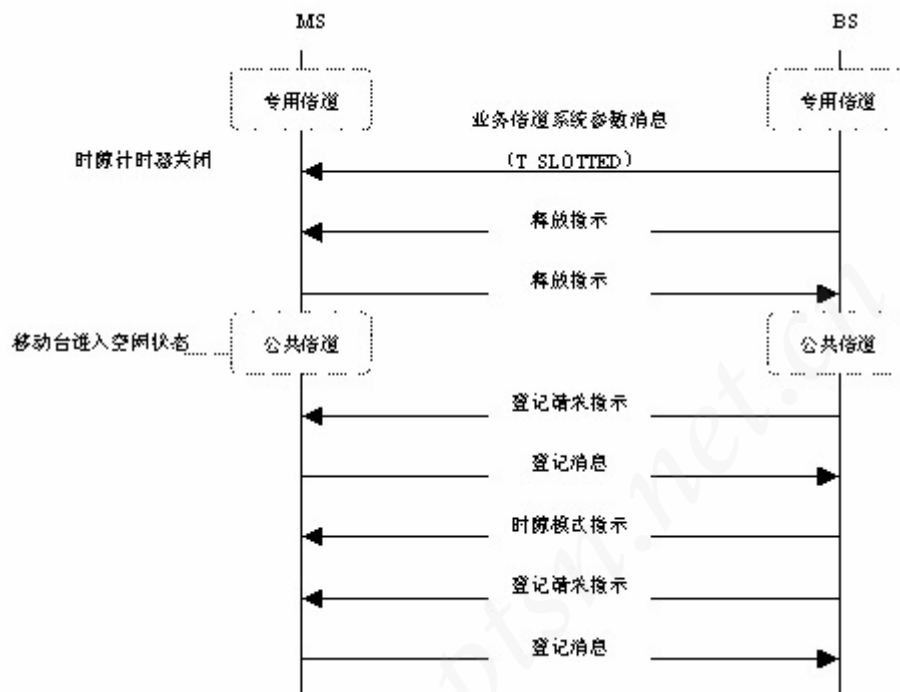 MS
BS
专用信道
专用信道
业务信道系统参数消息
时隙计时器关闭
(T SLOTTED)
释放指示
释放指示
移动台进入空闲状态
公共信道
公共信道
登记请求指示
登记消息
时隙模式指示
登记请求指示
登记消息
ptsn.net.cn